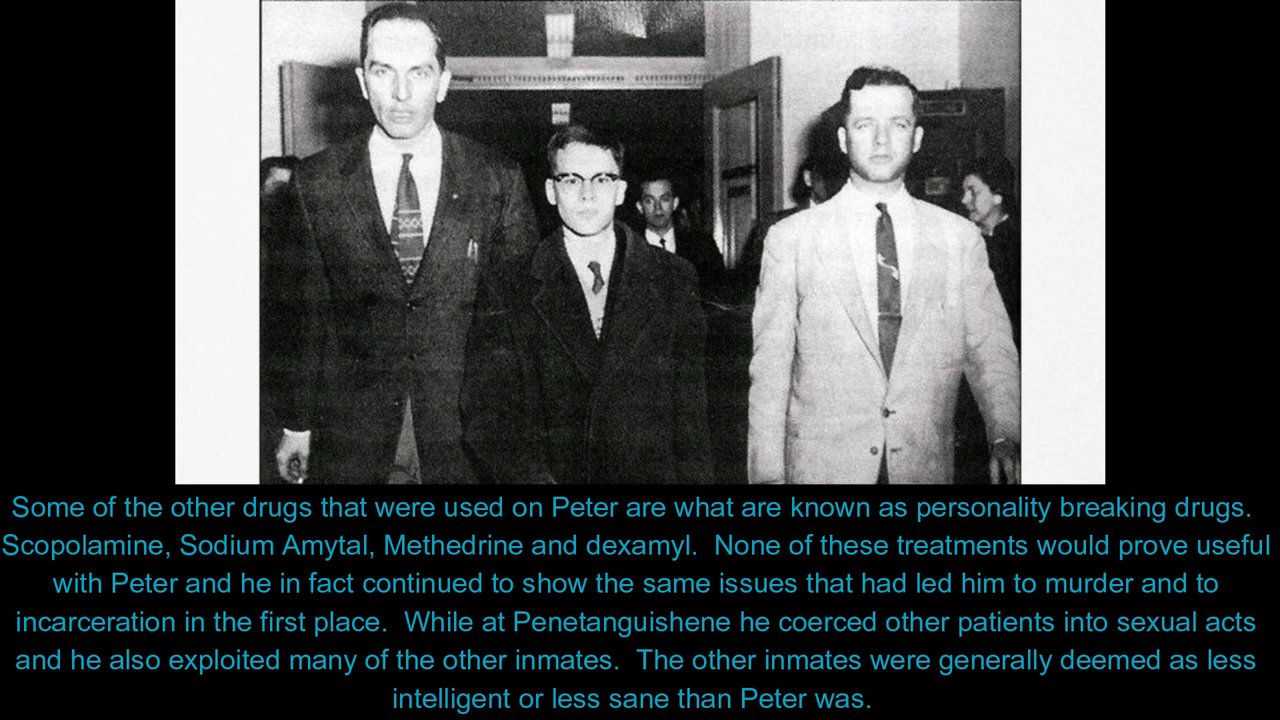 Some of the other drugs that were used on Peter are what are known as personality breaking drugs.
Scopolamine, Sodium Amytal, Methedrine and dexamyl.  None of these treatments would prove useful
with Peter and he in fact continued to show the same issues that had led him to murder and to
incarceration in the first place.  While at Penetanguishene he coerced other patients into sexual acts
and he also exploited many of the other inmates.  The other inmates were generally deemed as less
intelligent or less sane than Peter was.